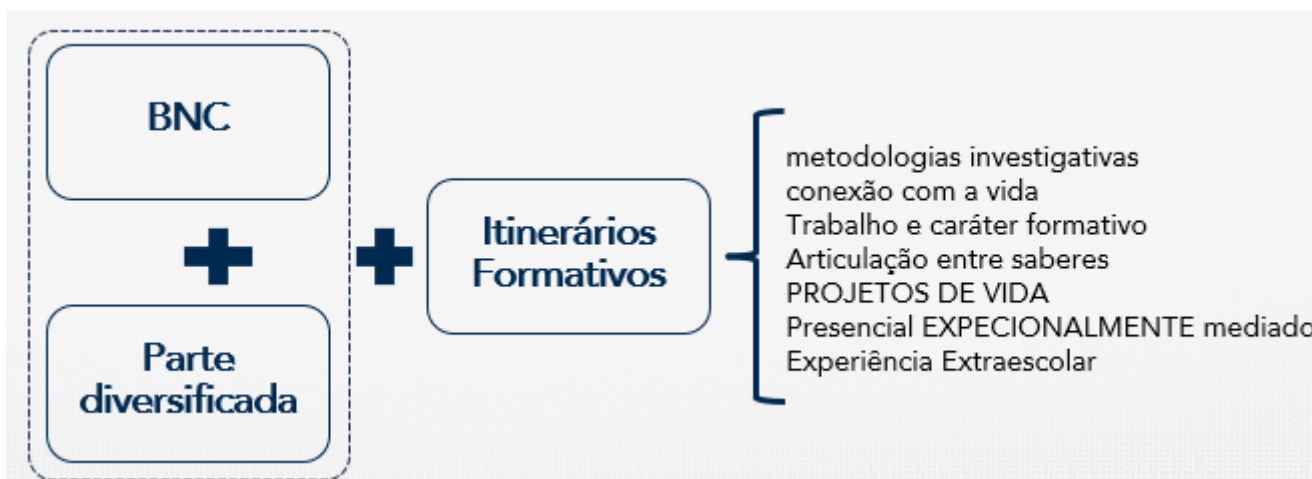 BNC
Parte
diversificada
Itinerários
Formativos
metodologias investigativas
conexão com a vida
Trabalho e caráter formativo
Articulação entre saberes
PROJETOS DE VIDA
Presencial EXPECIONALMENTE mediado
Experiência Extraescolar